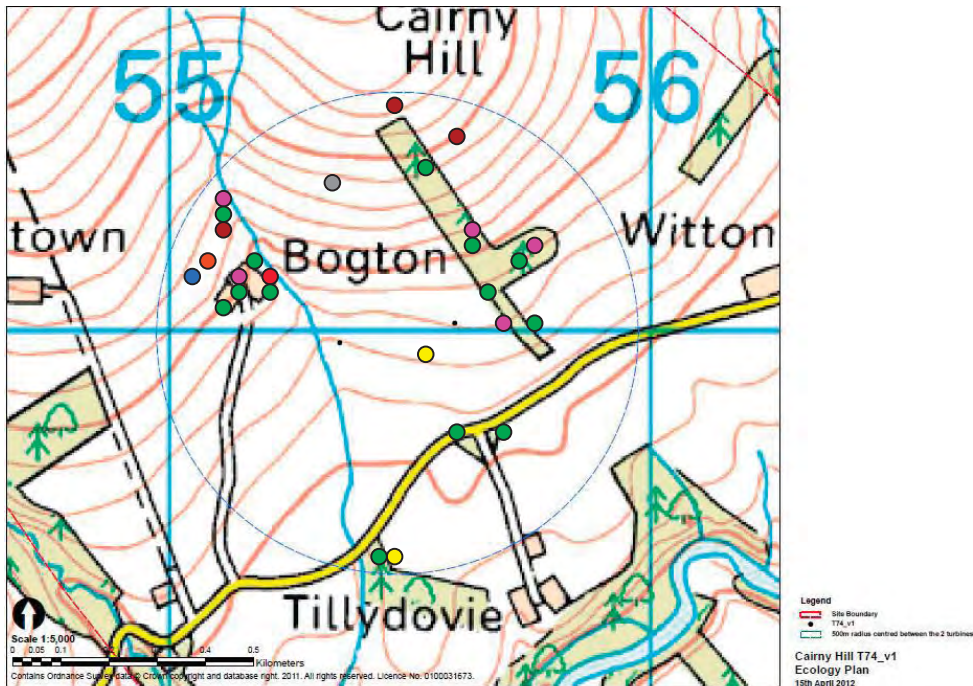 Cairny
Hill
55
56
town
Bogton
Witton
Tillydovie
Scale 1:5,000
0 0.05 0.1 0.2 0.3 0.4 0.5
Kilometers
Contains Ordnance Survey data © Crown copyright and database right. 2011. All rights reserved. Licence No. 0100031673.
Legend
Site Boundary
T74_v1
500m radius centred between the 2 turbines
Cairny Hill T74_v1
Ecology Plan
15th April 2012